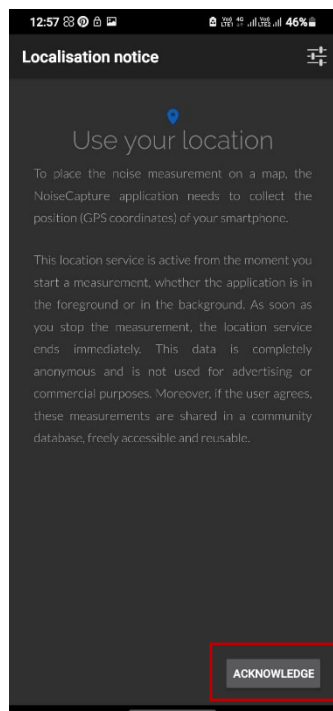 12:57
46%
Localisation notice
Use your location
To place the noise measurement on a map, the
NoiseCapture application needs to collect the
position (GPS coordinates) of your smartphone.
This location service is active from the moment you
start a measurement, whether the application is in
the foreground or in the background. As soon as
you stop the measurement, the location service
ends immediately. This data is completely
anonymous and is not used for advertising or
commercial purposes. Moreover, if the user agrees,
these measurements are shared in a community
database, freely accessible and reusable.
ACKNOWLEDGE